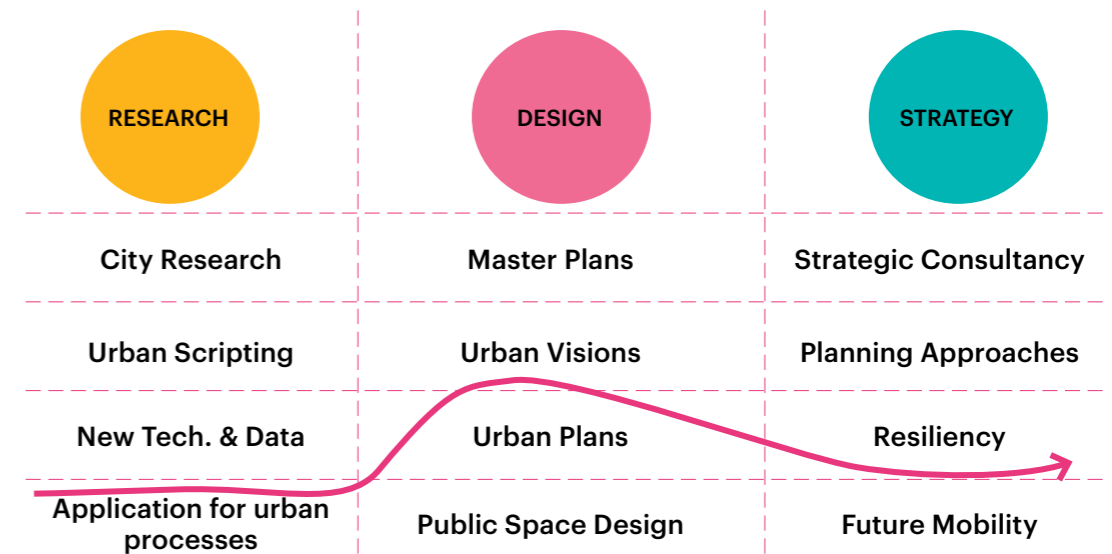 RESEARCH
DESIGN
STRATEGY
City Research
Master Plans
Strategic Consultancy
Urban Scripting
Urban Visions
Planning Approaches
New Tech. & Data
Urban Plans
Resiliency
Application for urban
processes
Public Space Design
Future Mobility